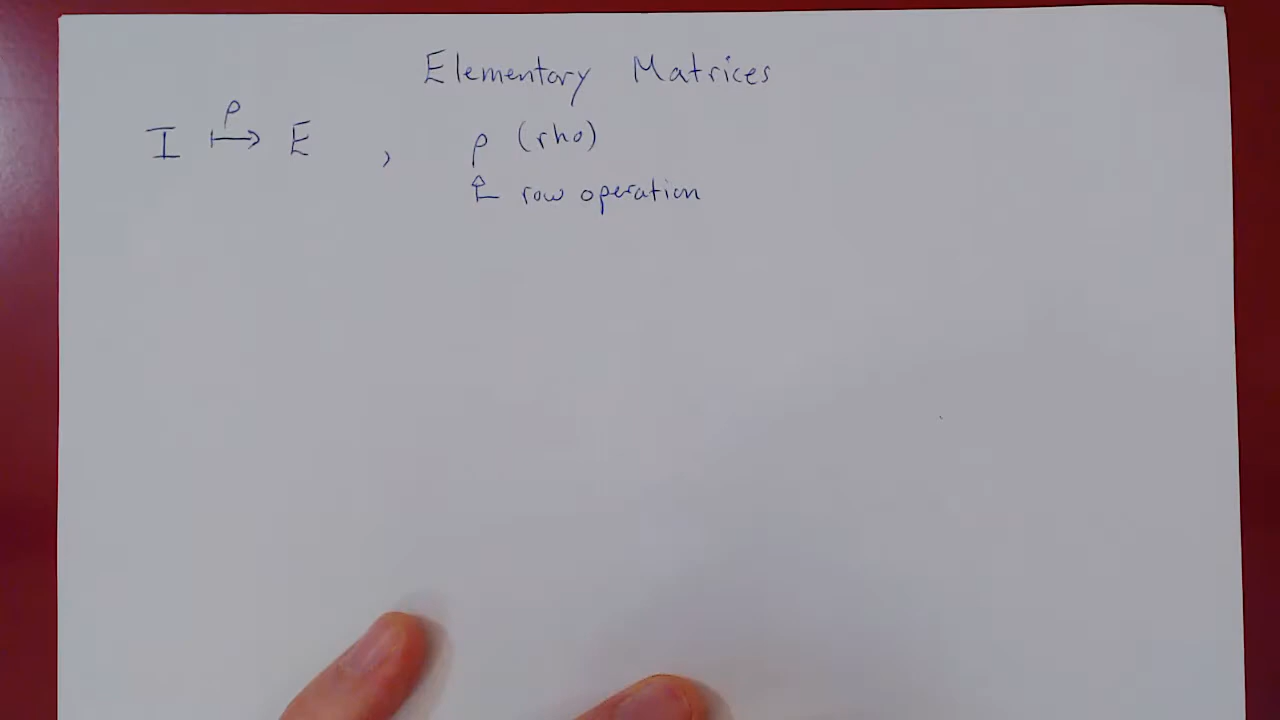 Elementary Matrices
I ↦ρ E , ρ (rho)
↑ row operation